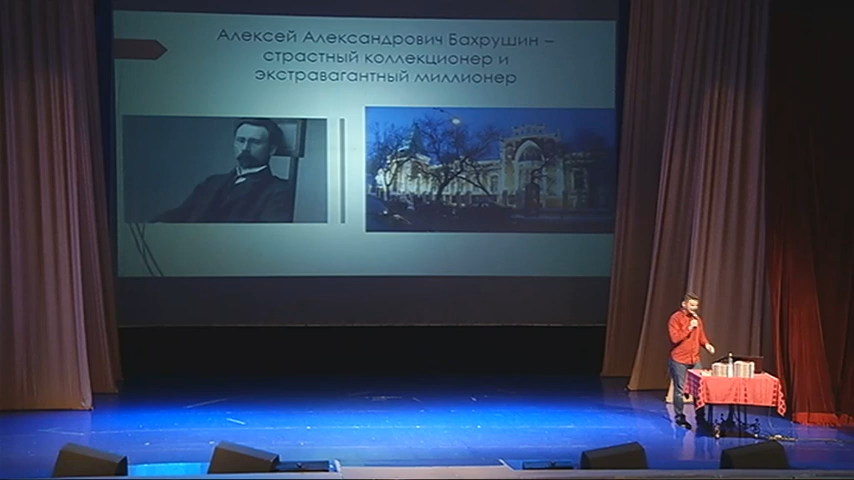 Алексей Александрович Бахрушин –
страстный коллекционер и
экстравагантный миллионер